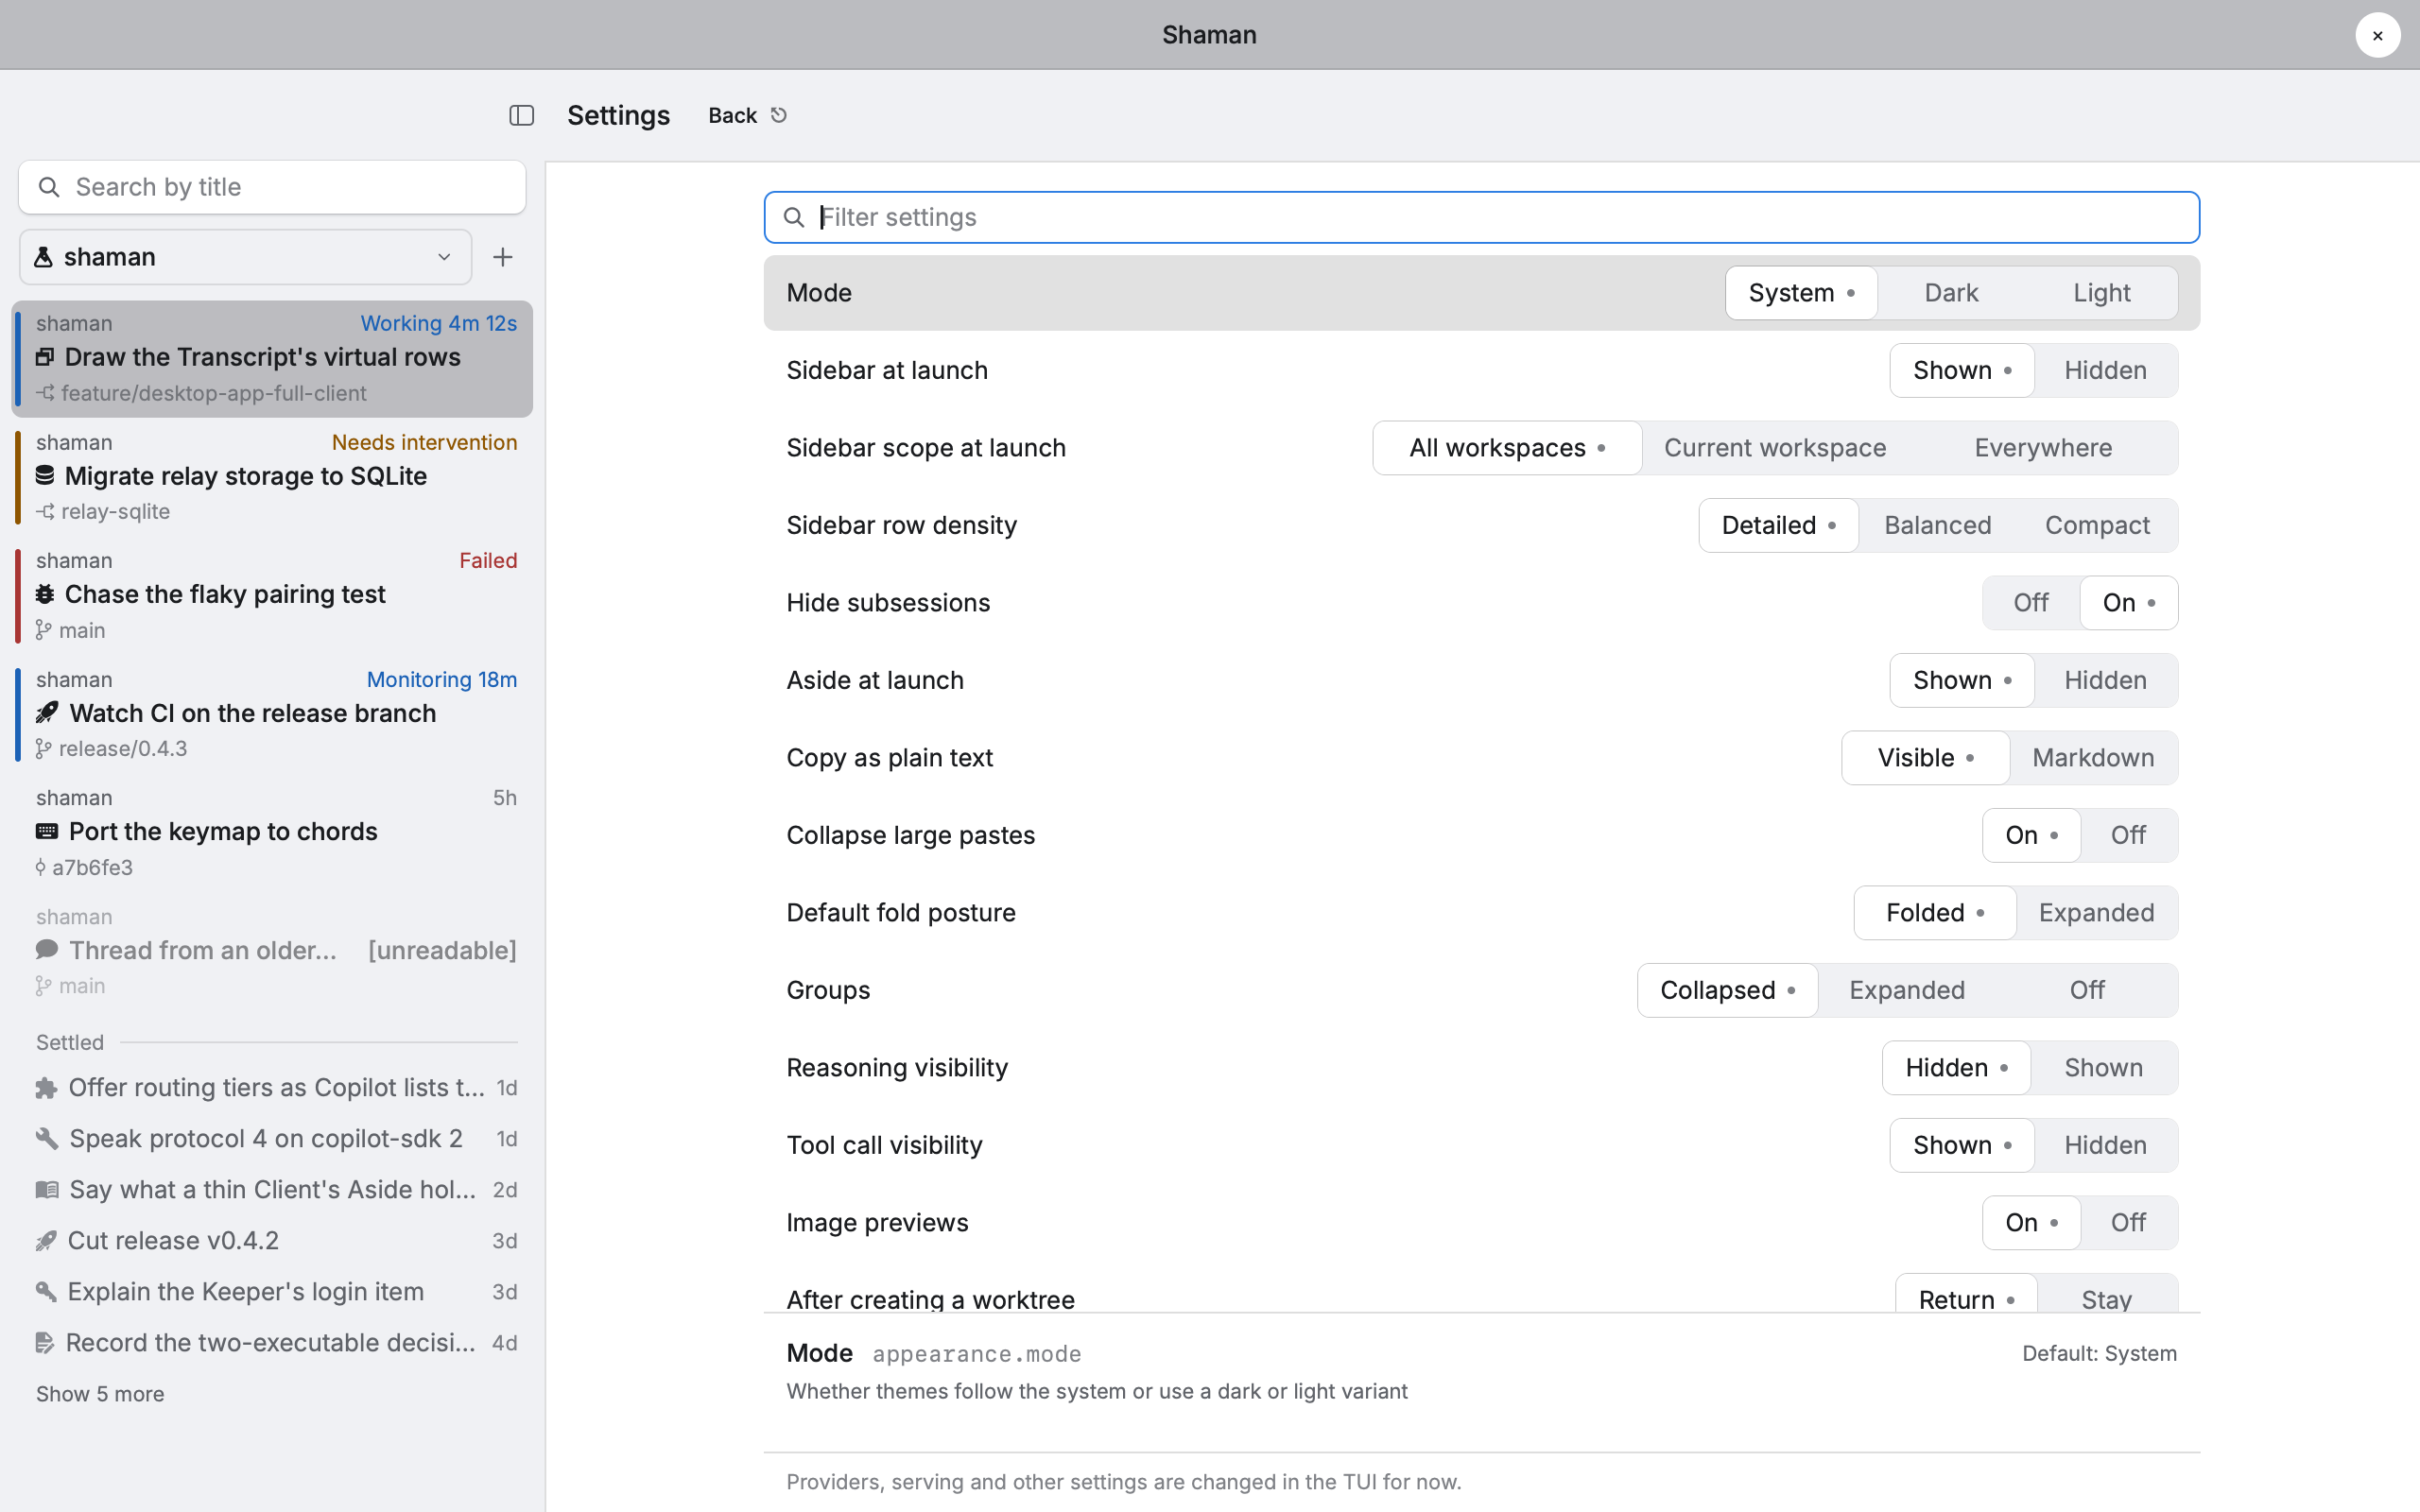 Shaman
Settings Back
Search by title
shaman
shaman Working 4m 12s
Draw the Transcript's virtual rows
feature/desktop-app-full-client
shaman Needs intervention
Migrate relay storage to SQLite
relay-sqlite
shaman Failed
Chase the flaky pairing test
main
shaman Monitoring 18m
Watch CI on the release branch
release/0.4.3
shaman 5h
Port the keymap to chords
a7b6fe3
shaman
Thread from an older... [unreadable]
main
Settled
Offer routing tiers as Copilot lists t... 1d
Speak protocol 4 on copilot-sdk 2 1d
Say what a thin Client's Aside hol... 2d
Cut release v0.4.2 3d
Explain the Keeper's login item 3d
Record the two-executable decisi... 4d
Show 5 more
Filter settings
Mode System • Dark Light
Sidebar at launch Shown • Hidden
Sidebar scope at launch All workspaces • Current workspace Everywhere
Sidebar row density Detailed • Balanced Compact
Hide subsessions Off On •
Aside at launch Shown • Hidden
Copy as plain text Visible • Markdown
Collapse large pastes On • Off
Default fold posture Folded • Expanded
Groups Collapsed • Expanded Off
Reasoning visibility Hidden • Shown
Tool call visibility Shown • Hidden
Image previews On • Off
After creating a worktree Return • Stay
Mode appearance.mode Default: System
Whether themes follow the system or use a dark or light variant
Providers, serving and other settings are changed in the TUI for now.